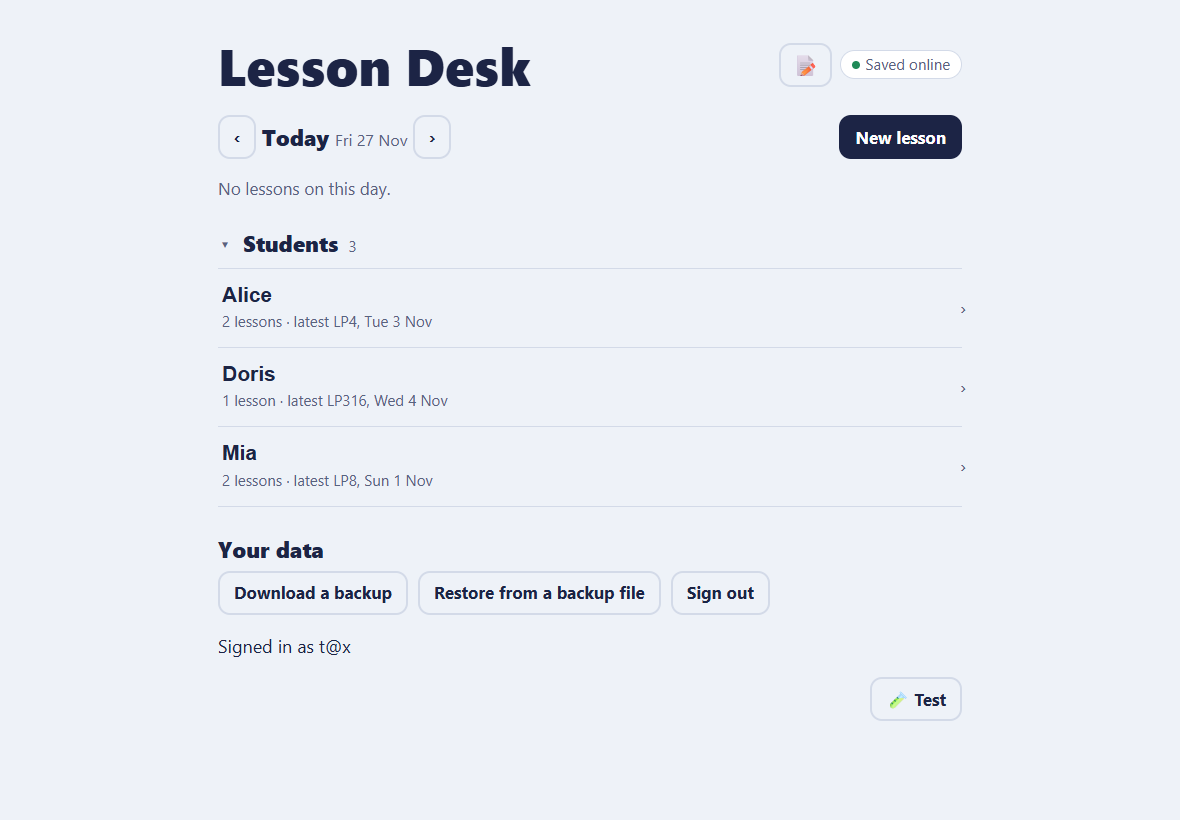 Lesson Desk
Saved online
‹ Today Fri 27 Nov ›
New lesson
No lessons on this day.
▾ Students 3
Alice
2 lessons · latest LP4, Tue 3 Nov
›
Doris
1 lesson · latest LP316, Wed 4 Nov
›
Mia
2 lessons · latest LP8, Sun 1 Nov
›
Your data
Download a backup
Restore from a backup file
Sign out
Signed in as t@x
Test